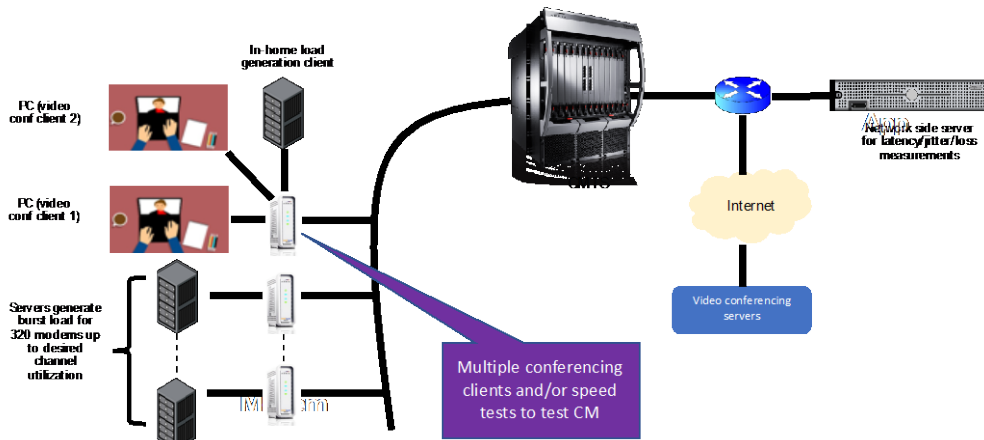 In-home load
generation client
PC (video
conf client 2)
PC (video
conf client 1)
Servers generate
burst load for
320 modems up
to desired
channel
utilization
Multiple conferencing
clients and/or speed
tests to test CM
Network side server
for latency/jitter/loss
measurements
App
Internet
Video conferencing
servers